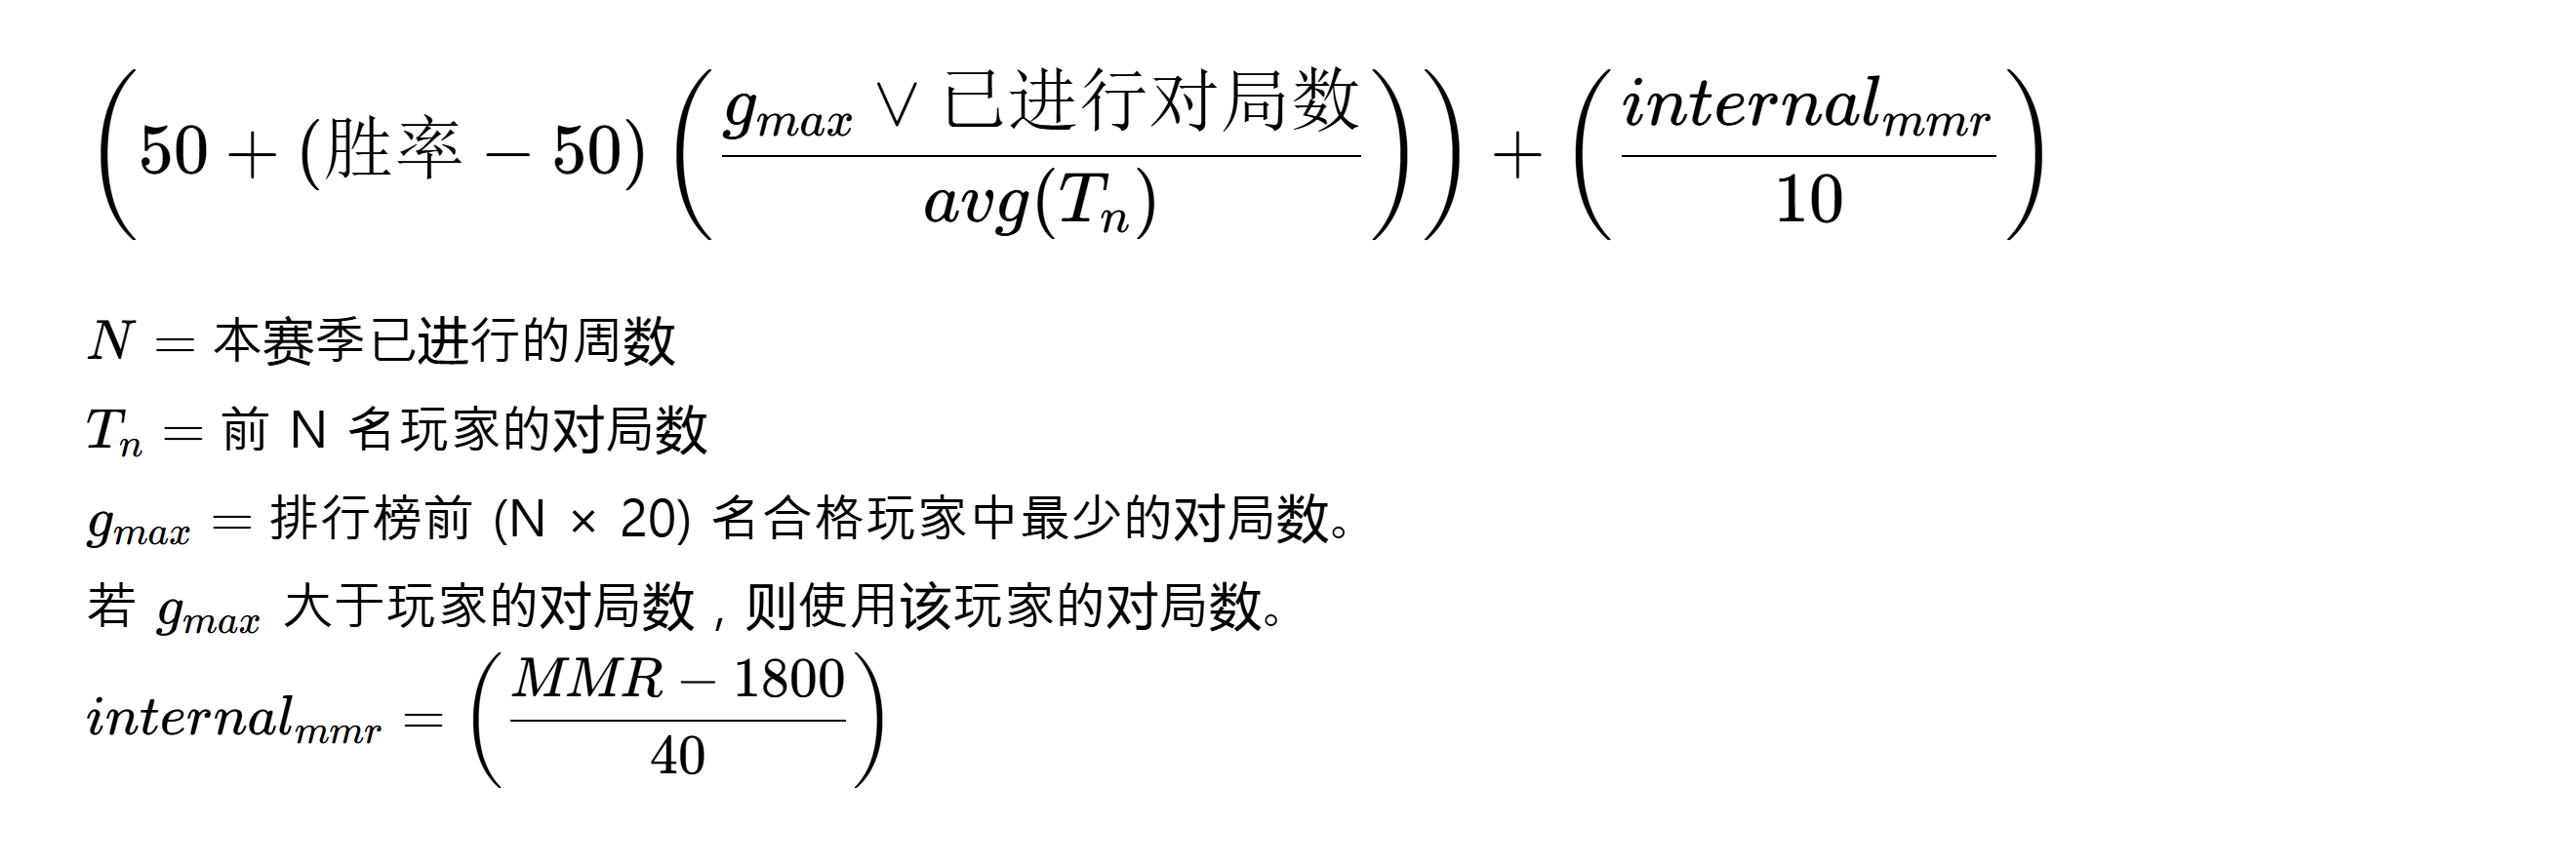 (50 + (胜率 − 50) (g_max ∨ 已进行对局数 / avg(T_n))) + (internal_mmr / 10)
N = 本赛季已进行的周数
T_n = 前 N 名玩家的对局数
g_max = 排行榜前 (N × 20) 名合格玩家中最少的对局数。
若 g_max 大于玩家的对局数，则使用该玩家的对局数。
internal_mmr = (MMR − 1800 / 40)